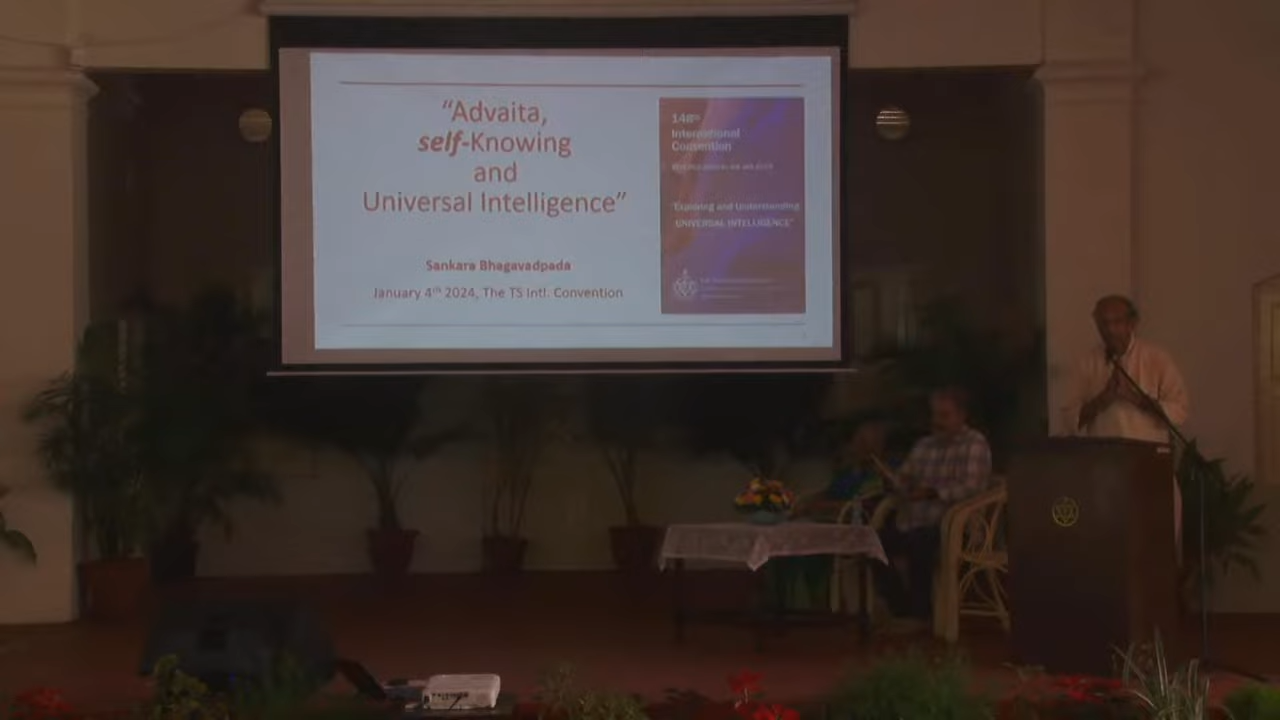 “Advaita,
self-Knowing
and
Universal Intelligence”
Sankara Bhagavadpada
January 4th 2024, The TS Intl. Convention
148th
International
Convention
"Exploring and Understanding
UNIVERSAL INTELLIGENCE"